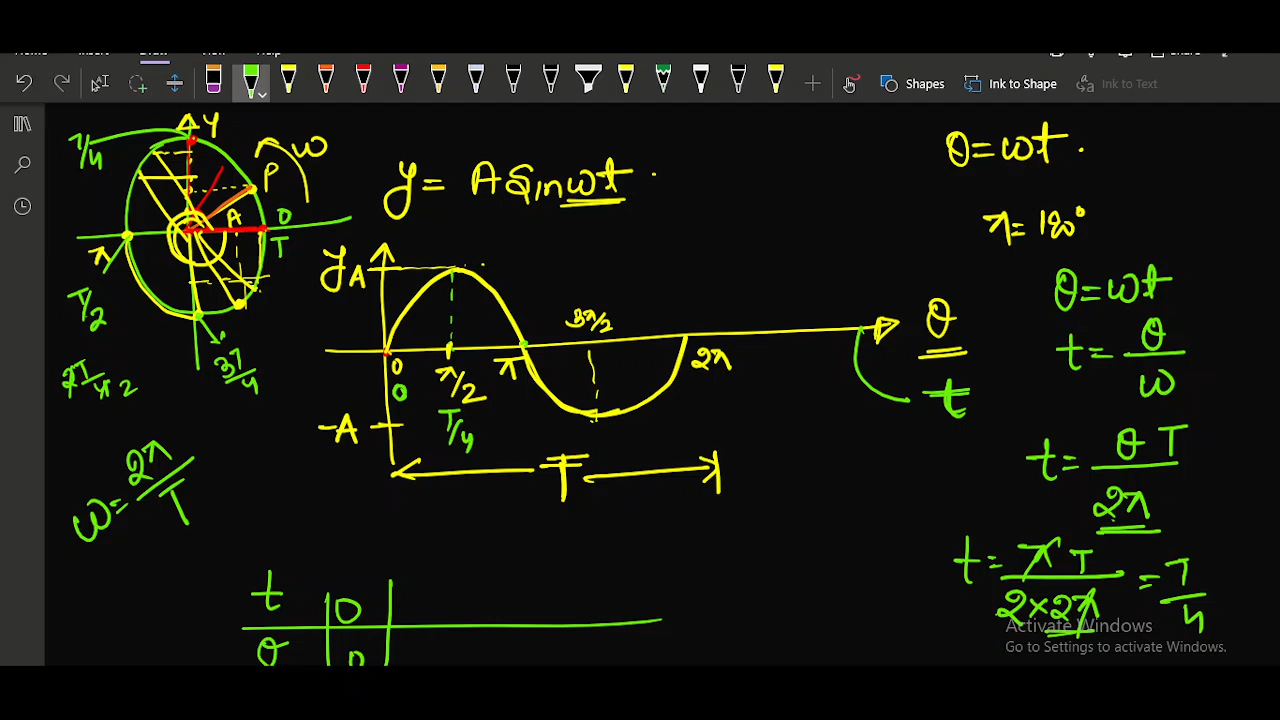 Shapes Ink to Shape Ink to Text
Y
T/4
ω
P
A
0
T
π
T/2
3T/4
y = A Sin ωt
θ = ωt
π = 180°
y
A
0
0
π/2
T/4
π
3π/2
2π
θ
t
-A
T
ω = 2π/T
θ = ωt
t = θ/ω
t = θ T/2π
t = π T/2×2π = T/4
t 0
θ 0
Activate Windows
Go to Settings to activate Windows.